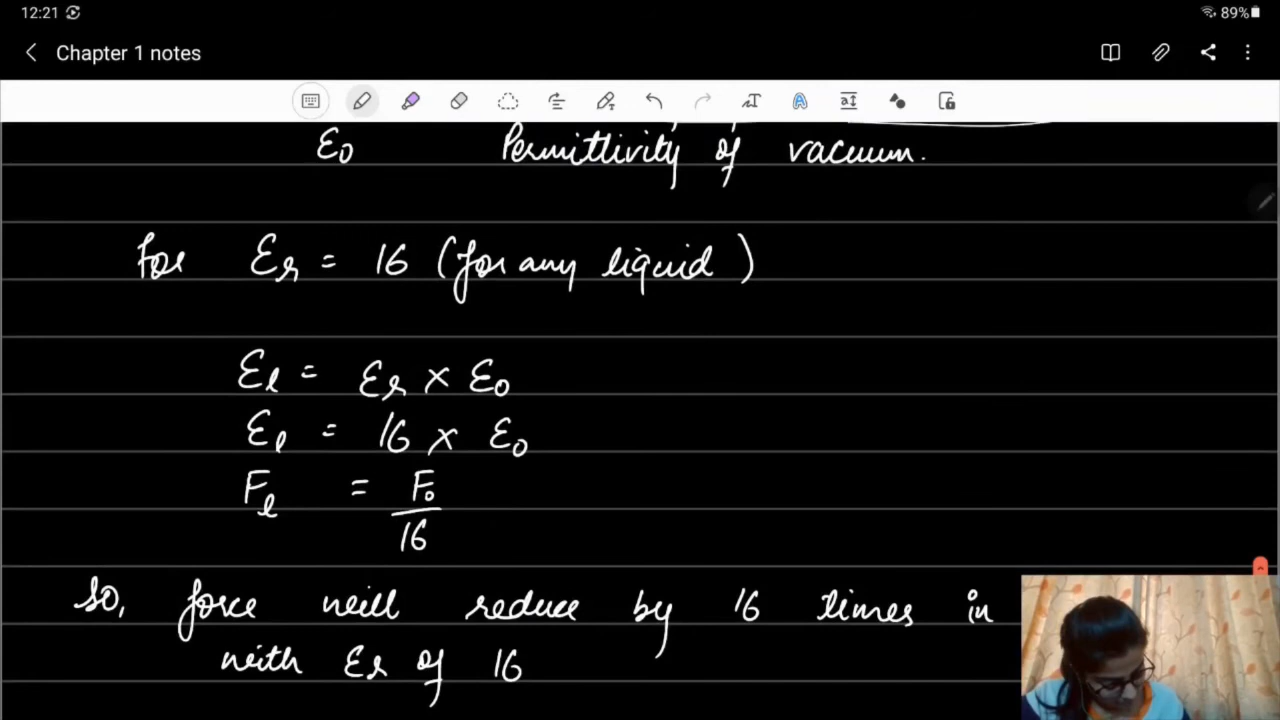 12:21
89%
Chapter 1 notes
ε0 Permittivity of vacuum.
for εr = 16 (for any liquid)
εl = εr × ε0
εl = 16 × ε0
Fl = F0
16
So, force will reduce by 16 times in
with εr of 16